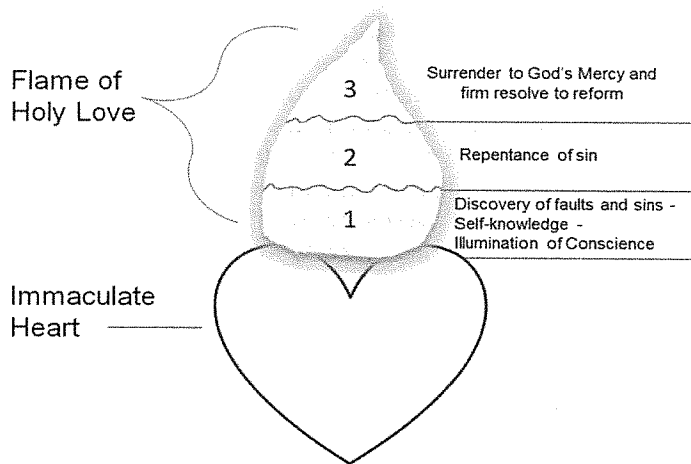 Flame of
Holy Love
3
Surrender to God's Mercy and
firm resolve to reform
2
Repentance of sin
1
Discovery of faults and sins -
Self-knowledge -
Illumination of Conscience
Immaculate
Heart